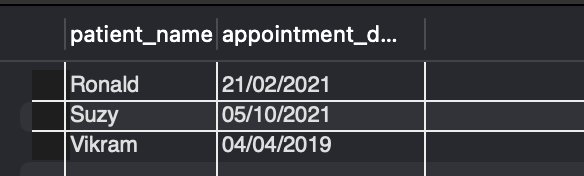 patient_name appointment_d...
Ronald 21/02/2021
Suzy 05/10/2021
Vikram 04/04/2019